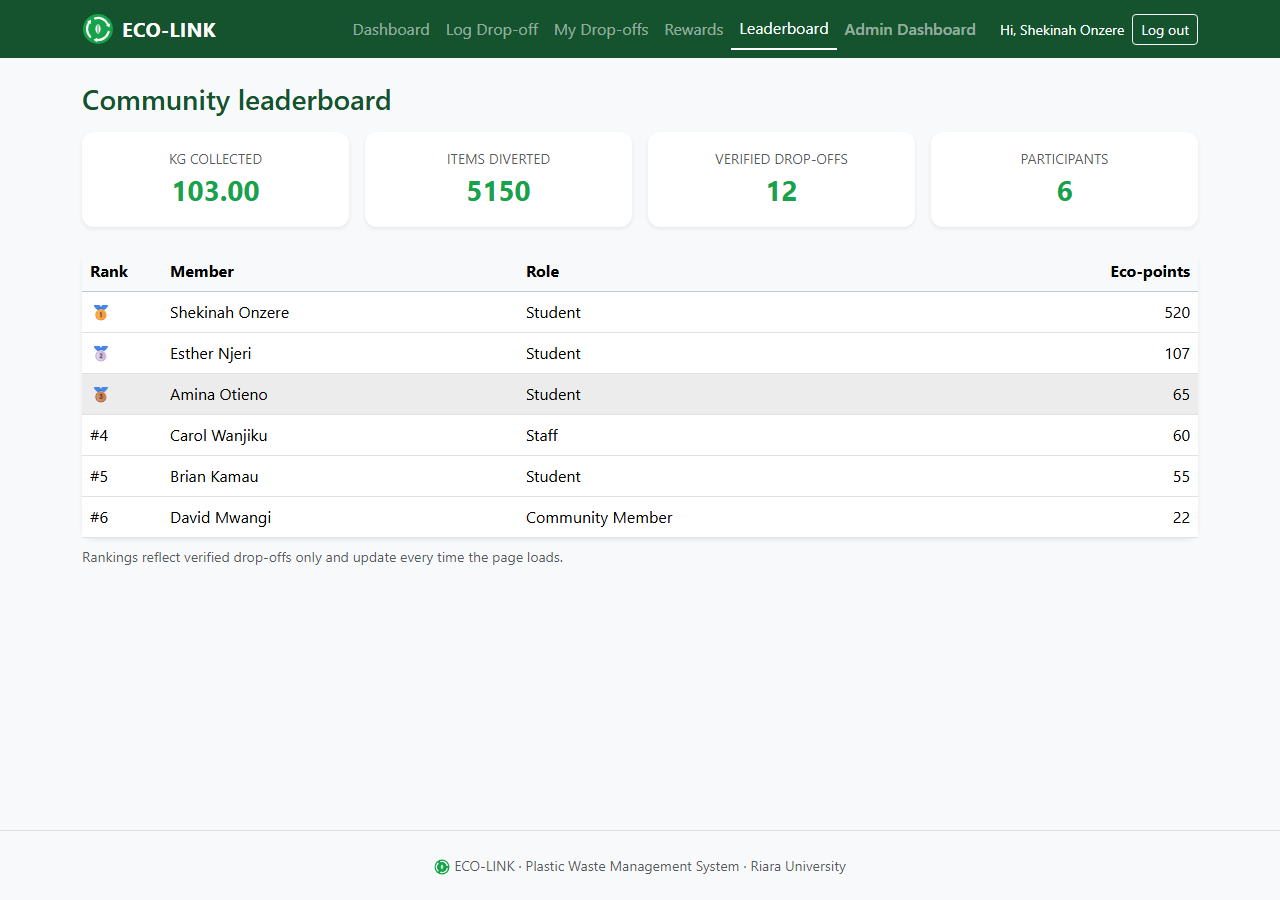 ECO-LINK Dashboard Log Drop-off My Drop-offs Rewards Leaderboard Admin Dashboard Hi, Shekinah Onzere Log out
Community leaderboard
KG COLLECTED ITEMS DIVERTED VERIFIED DROP-OFFS PARTICIPANTS
103.00 5150 12 6
Rank Member Role Eco-points
1 Shekinah Onzere Student 520
2 Esther Njeri Student 107
3 Amina Otieno Student 65
#4 Carol Wanjiku Staff 60
#5 Brian Kamau Student 55
#6 David Mwangi Community Member 22
Rankings reflect verified drop-offs only and update every time the page loads.
ECO-LINK · Plastic Waste Management System · Riara University